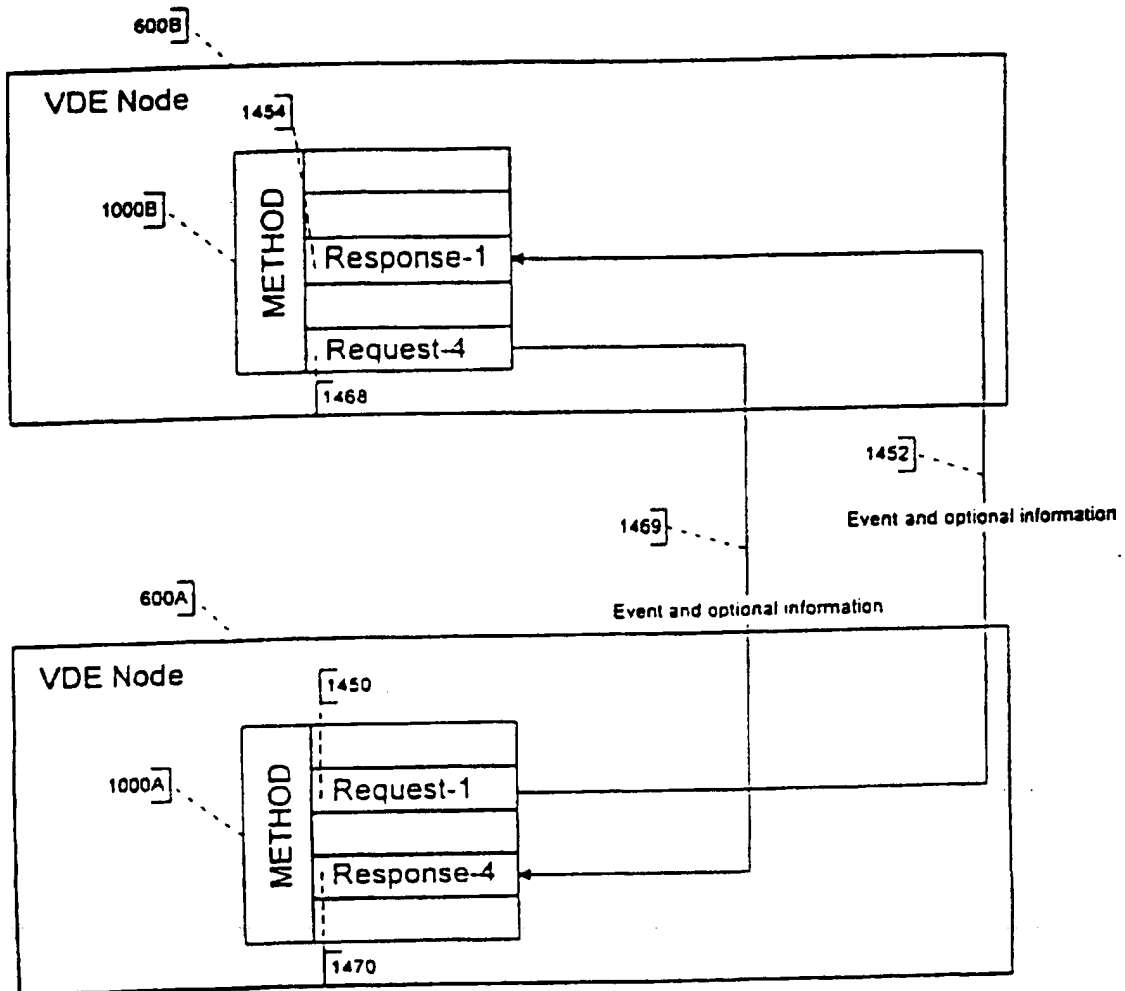 600B
VDE Node
1454
1000B
METHOD
Response-1
Request-4
1468
1452
Event and optional information
1469
600A
Event and optional information
VDE Node
1450
1000A
METHOD
Request-1
Response-4
1470